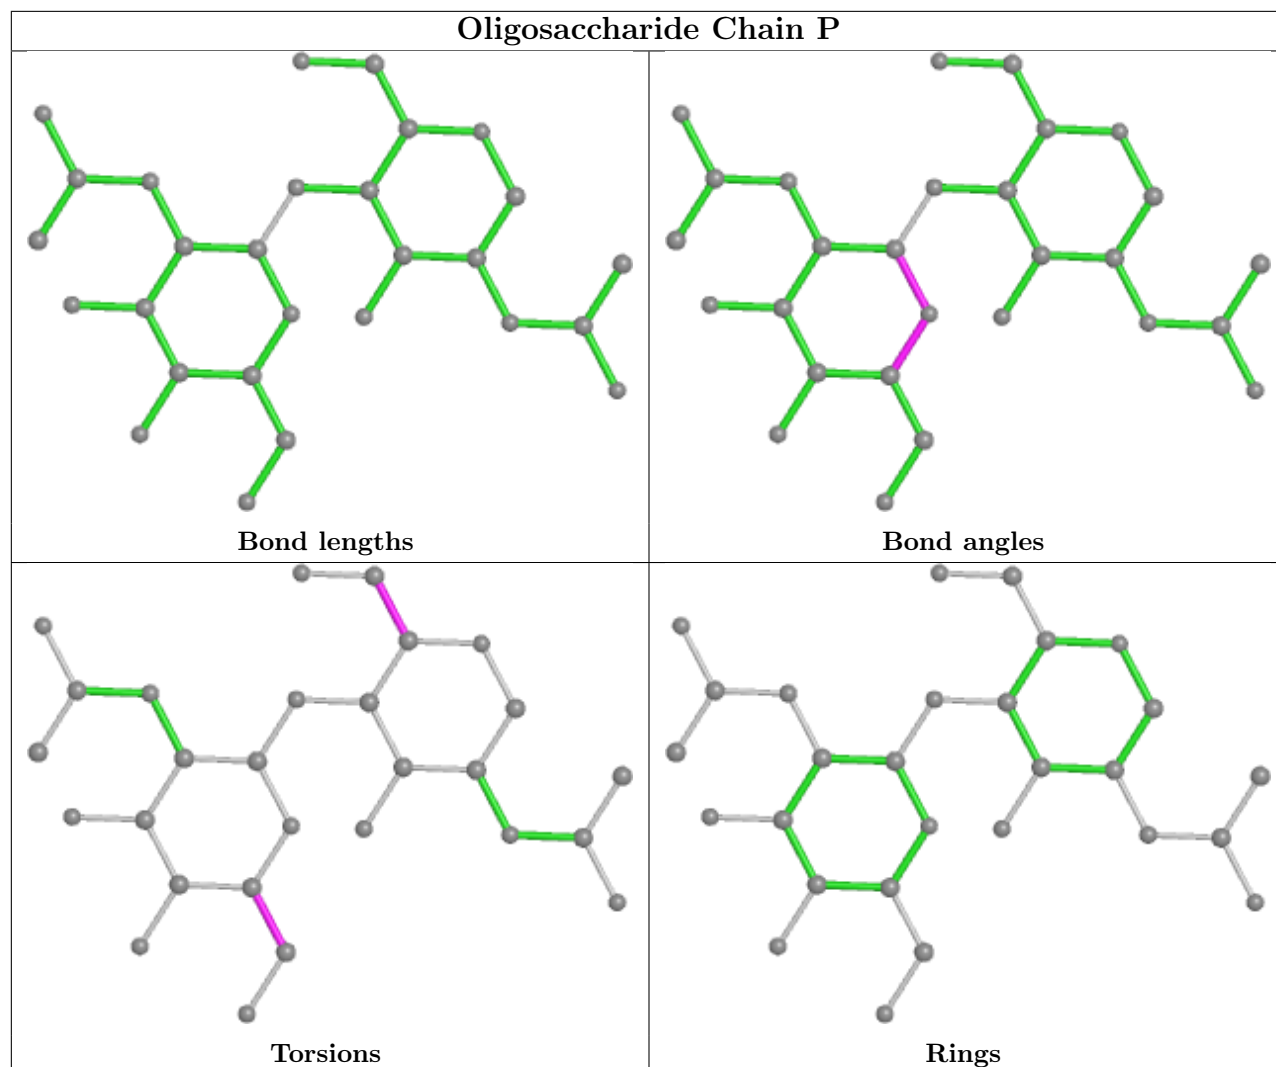 Oligosaccharide Chain P
Bond lengths
Bond angles
Torsions
Rings